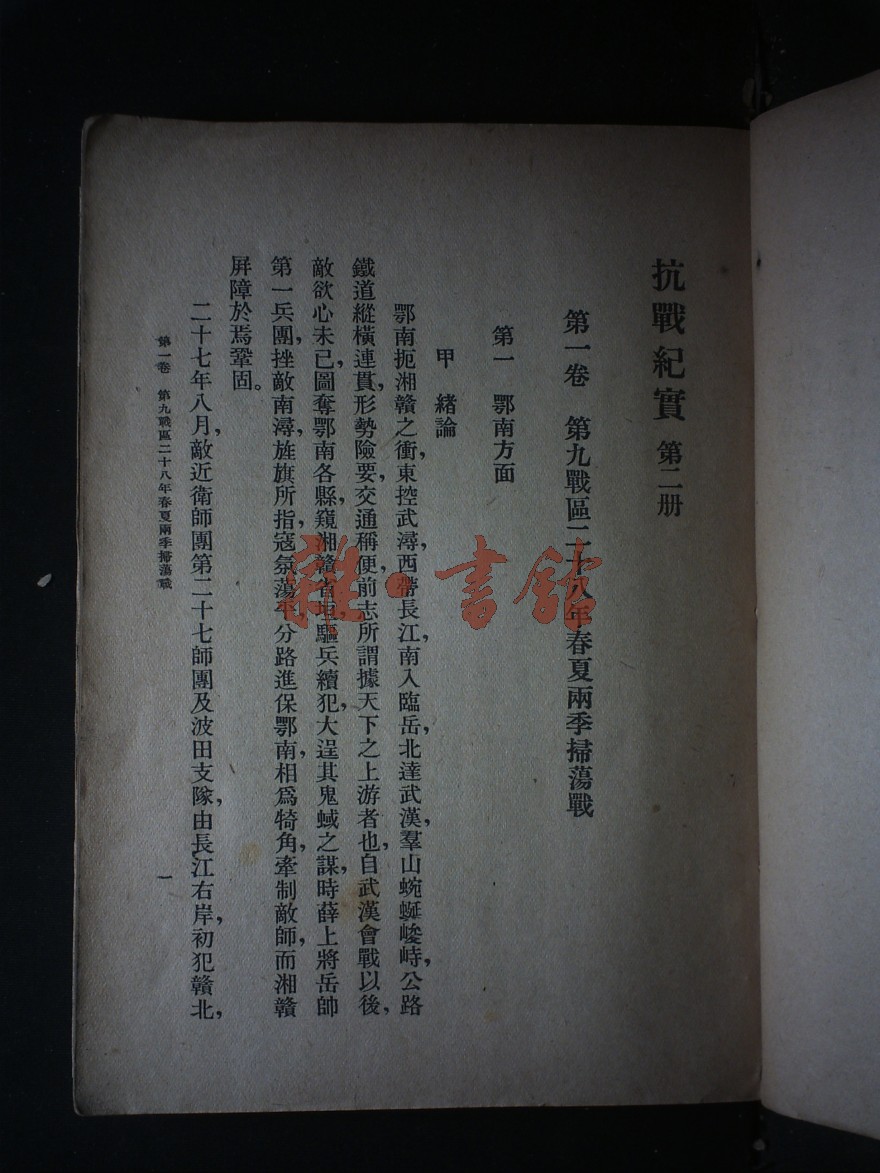 抗戰紀實 第二册
第一卷 第九戰區二十八年春夏兩季掃蕩戰
第一 鄂南方面
甲 緒論
鄂南扼湘贛之衝，東控武潯，西帶長江，南入臨岳，北達武漢，羣山蜿蜒峻峙，公路
鐵道縱橫連貫，形勢險要，交通稱便，前志所謂據天下之上游者也，自武漢會戰以後，
敵欲心未已，圖奪鄂南各縣，窺湘贛省垣，驅兵續犯，大逞其鬼蜮之謀，時薛上將岳帥
第一兵團，挫敵南潯，旌旗所指，寇氛蕩平，分路進保鄂南，相爲犄角，牽制敵師，而湘贛
屏障於焉鞏固。
二十七年八月，敵近衛師團第二十七師團及波田支隊，由長江右岸，初犯贛北，
第一卷 第九戰區二十八年春夏兩季掃蕩戰
一
雜·書館